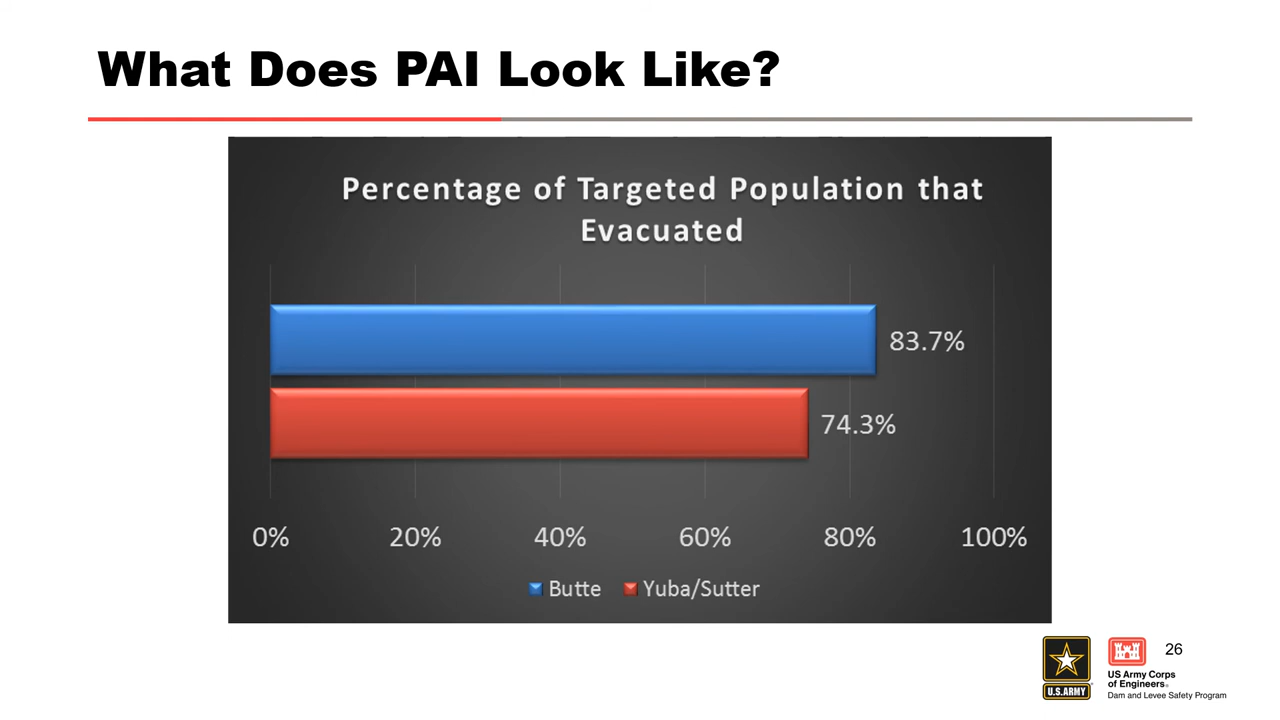 What Does PAI Look Like?
Percentage of Targeted Population that
Evacuated
83.7%
74.3%
0% 20% 40% 60% 80% 100%
Butte Yuba/Sutter
26
U.S.ARMY
US Army Corps
of Engineers®
Dam and Levee Safety Program